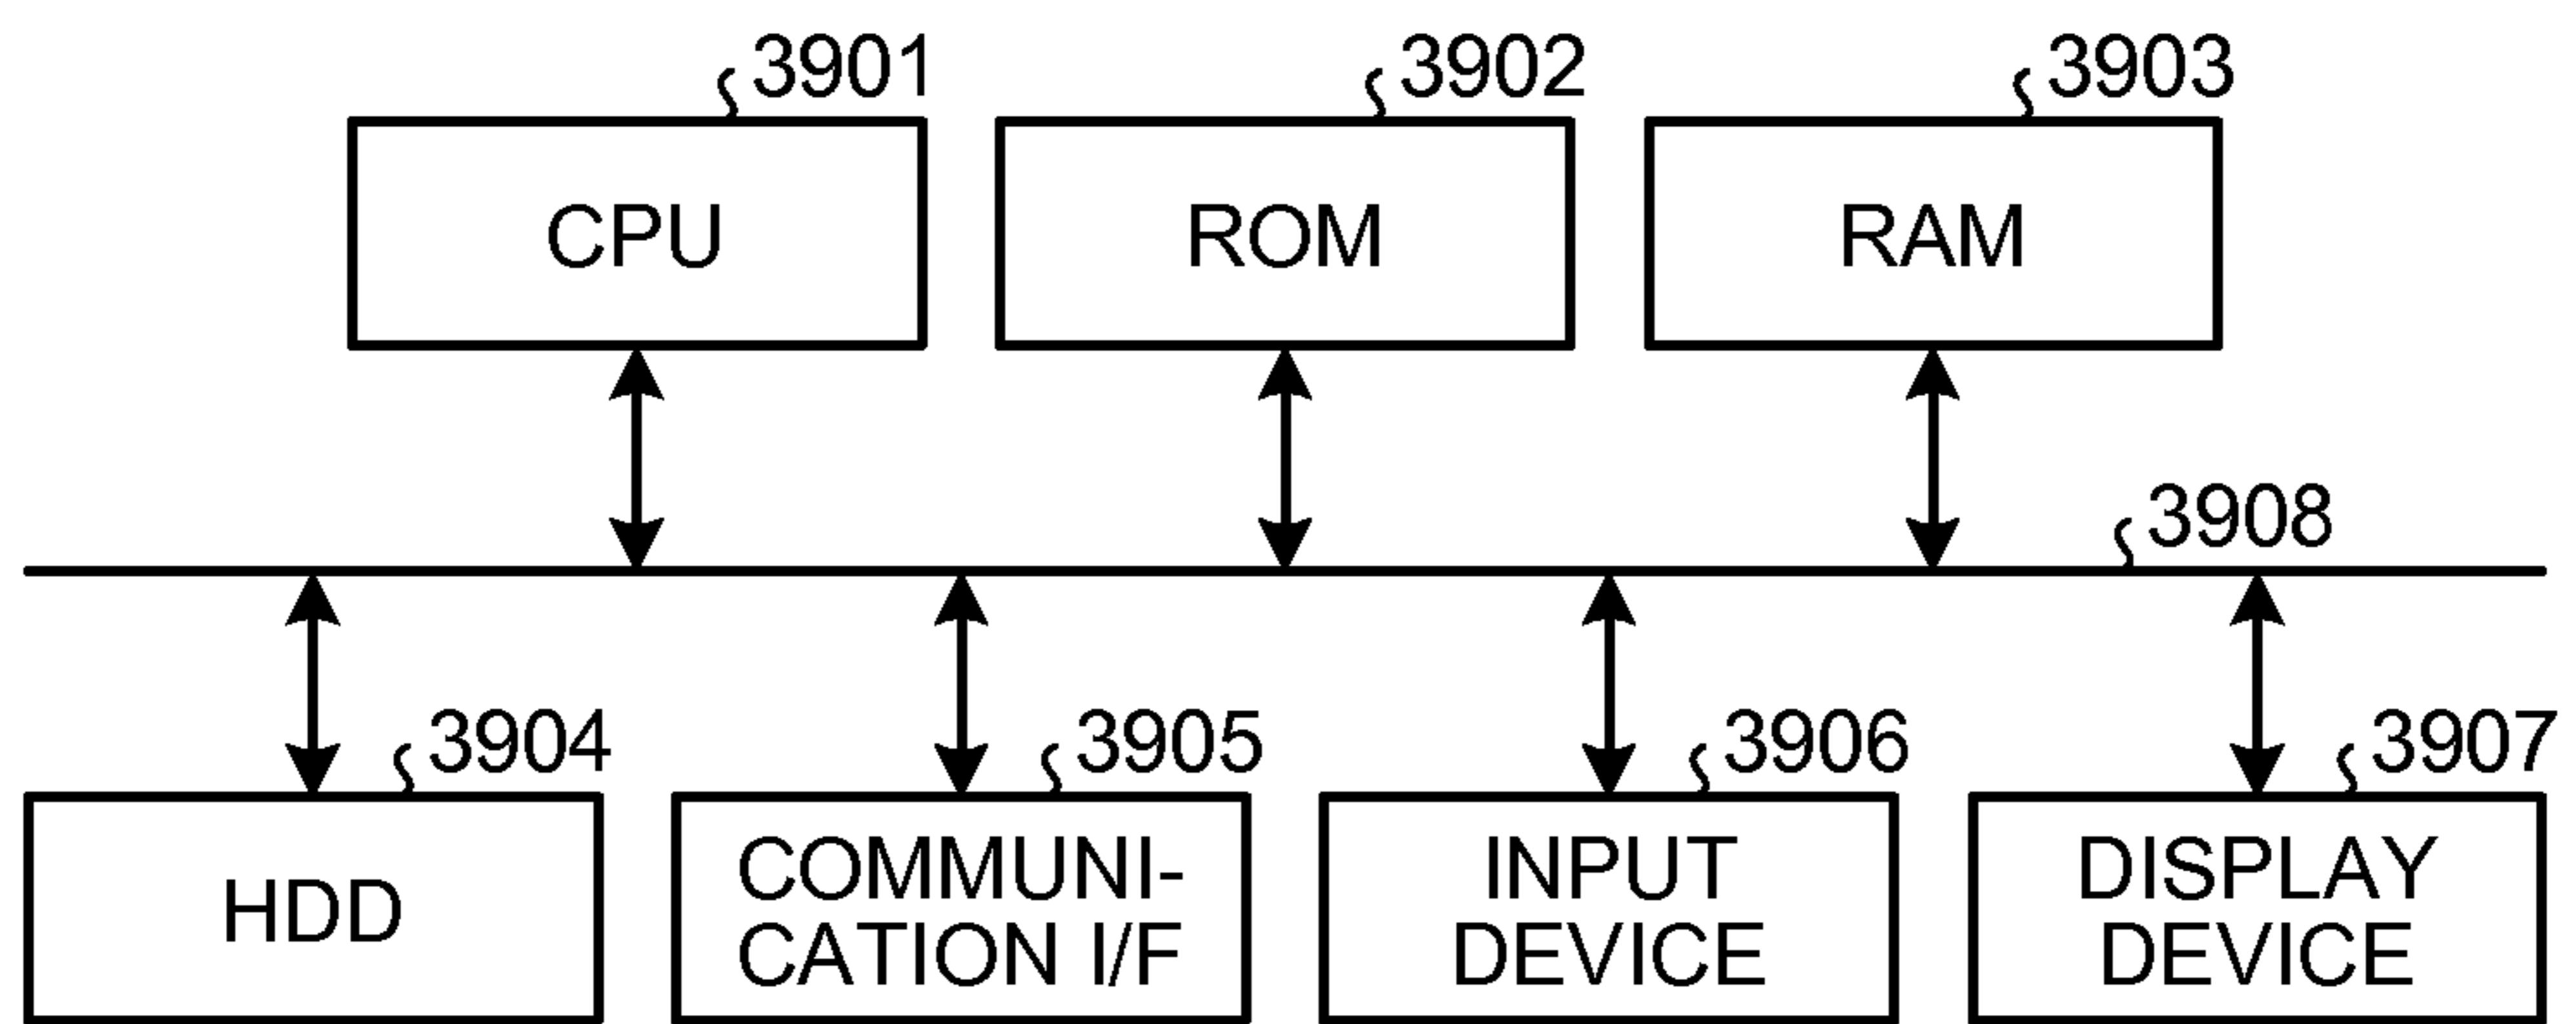 3901
3902
3903
CPU
ROM
RAM
3908
3904
3905
3906
3907
HDD
COMMUNI-
CATION I/F
INPUT
DEVICE
DISPLAY
DEVICE